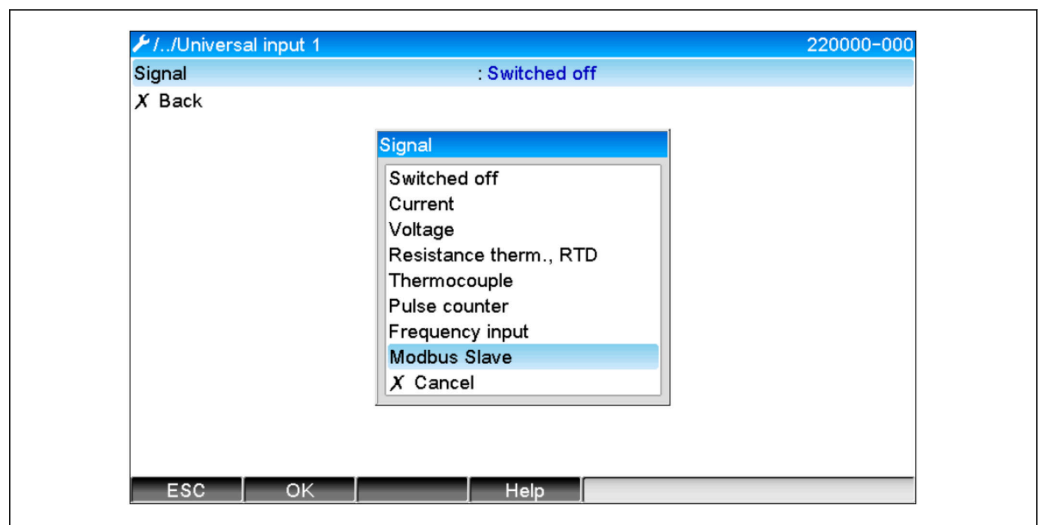 /../Universal input 1 220000-000
Signal : Switched off
X Back
Signal
Switched off
Current
Voltage
Resistance therm., RTD
Thermocouple
Pulse counter
Frequency input
Modbus Slave
X Cancel
ESC OK Help